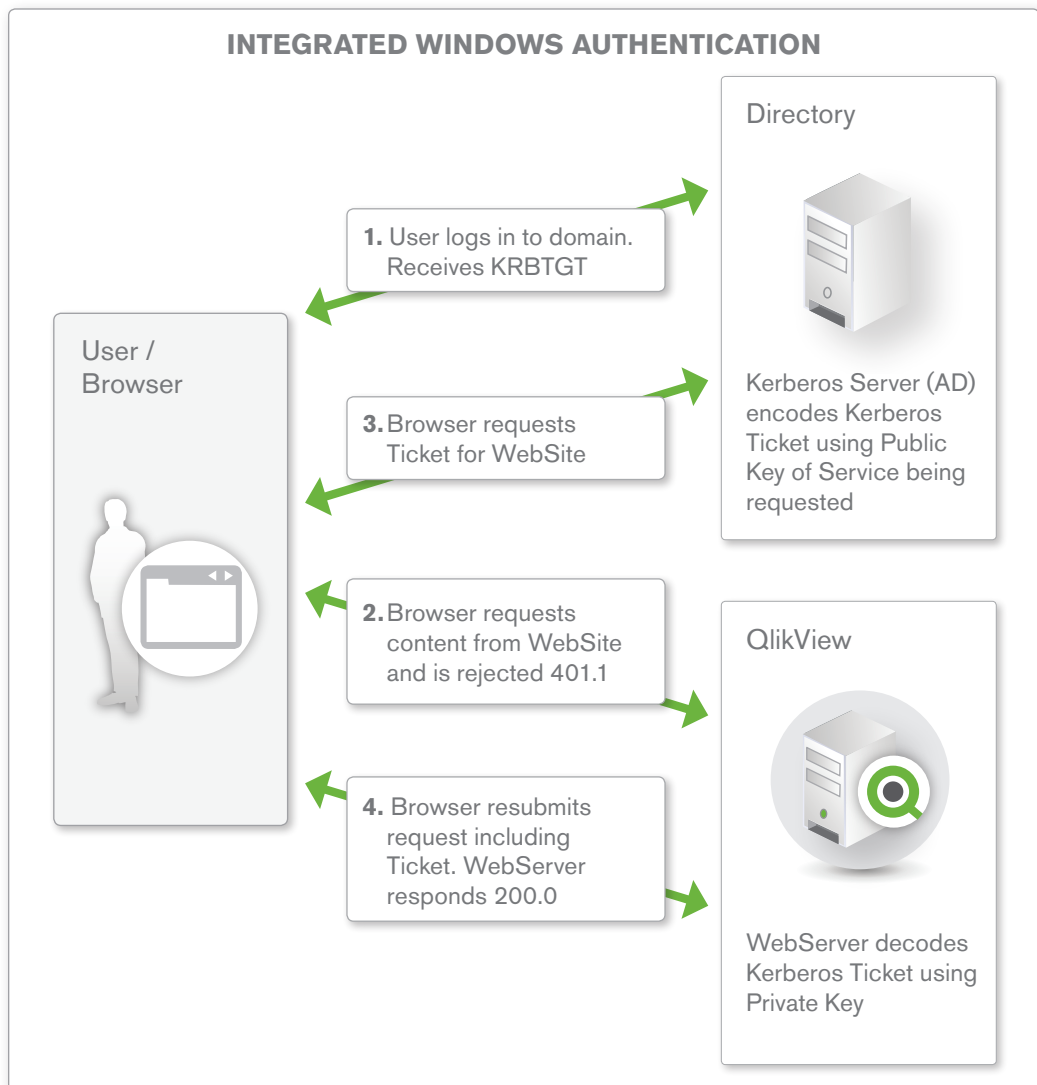 INTEGRATED WINDOWS AUTHENTICATION
Directory
1. User logs in to domain.
Receives KRBTGT
User /
Browser
Kerberos Server (AD)
encodes Kerberos
Ticket using Public
Key of Service being
requested
3. Browser requests
Ticket for WebSite
2. Browser requests
content from WebSite
and is rejected 401.1
QlikView
4. Browser resubmits
request including
Ticket. WebServer
responds 200.0
WebServer decodes
Kerberos Ticket using
Private Key